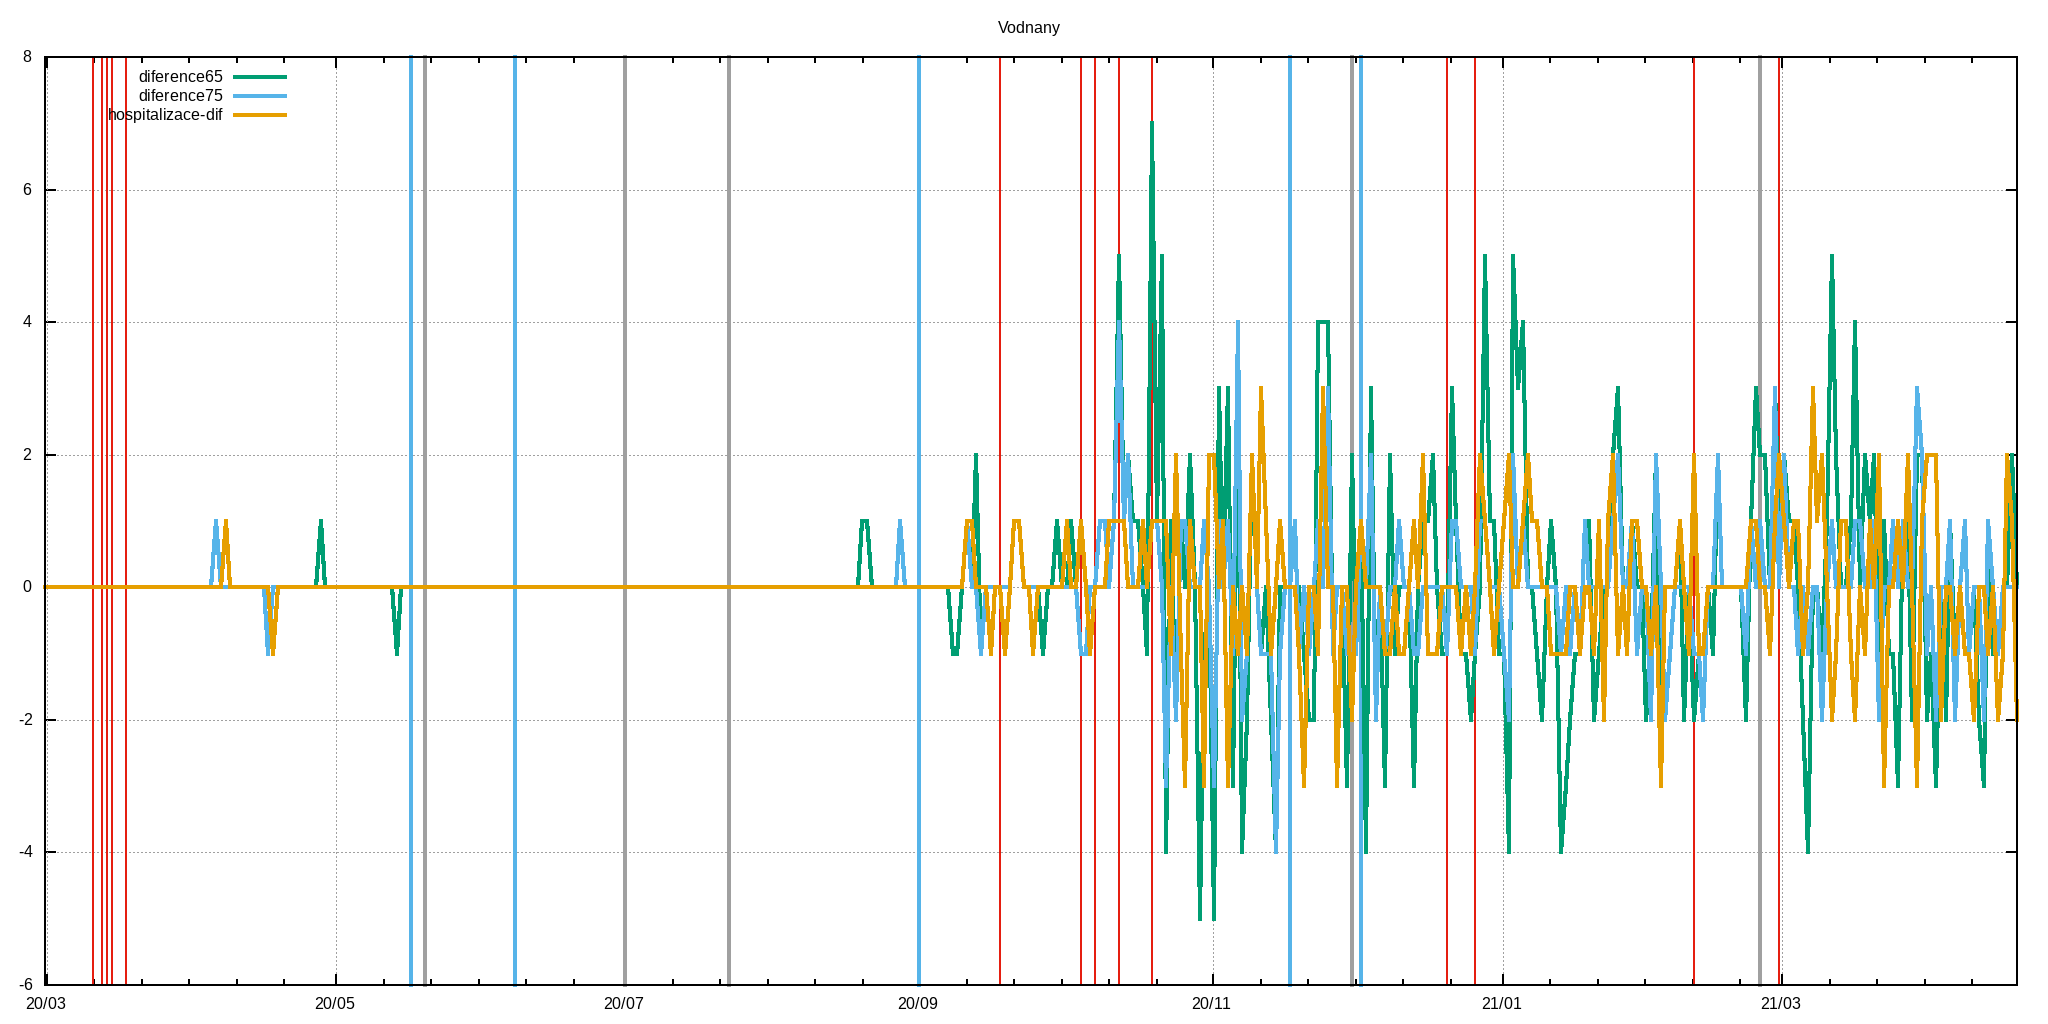 Vodnany
8
diference65
diference75
hospitalizace-dif
6
4
2
0
-2
-4
-6
20/03 20/05 20/07 20/09 20/11 21/01 21/03